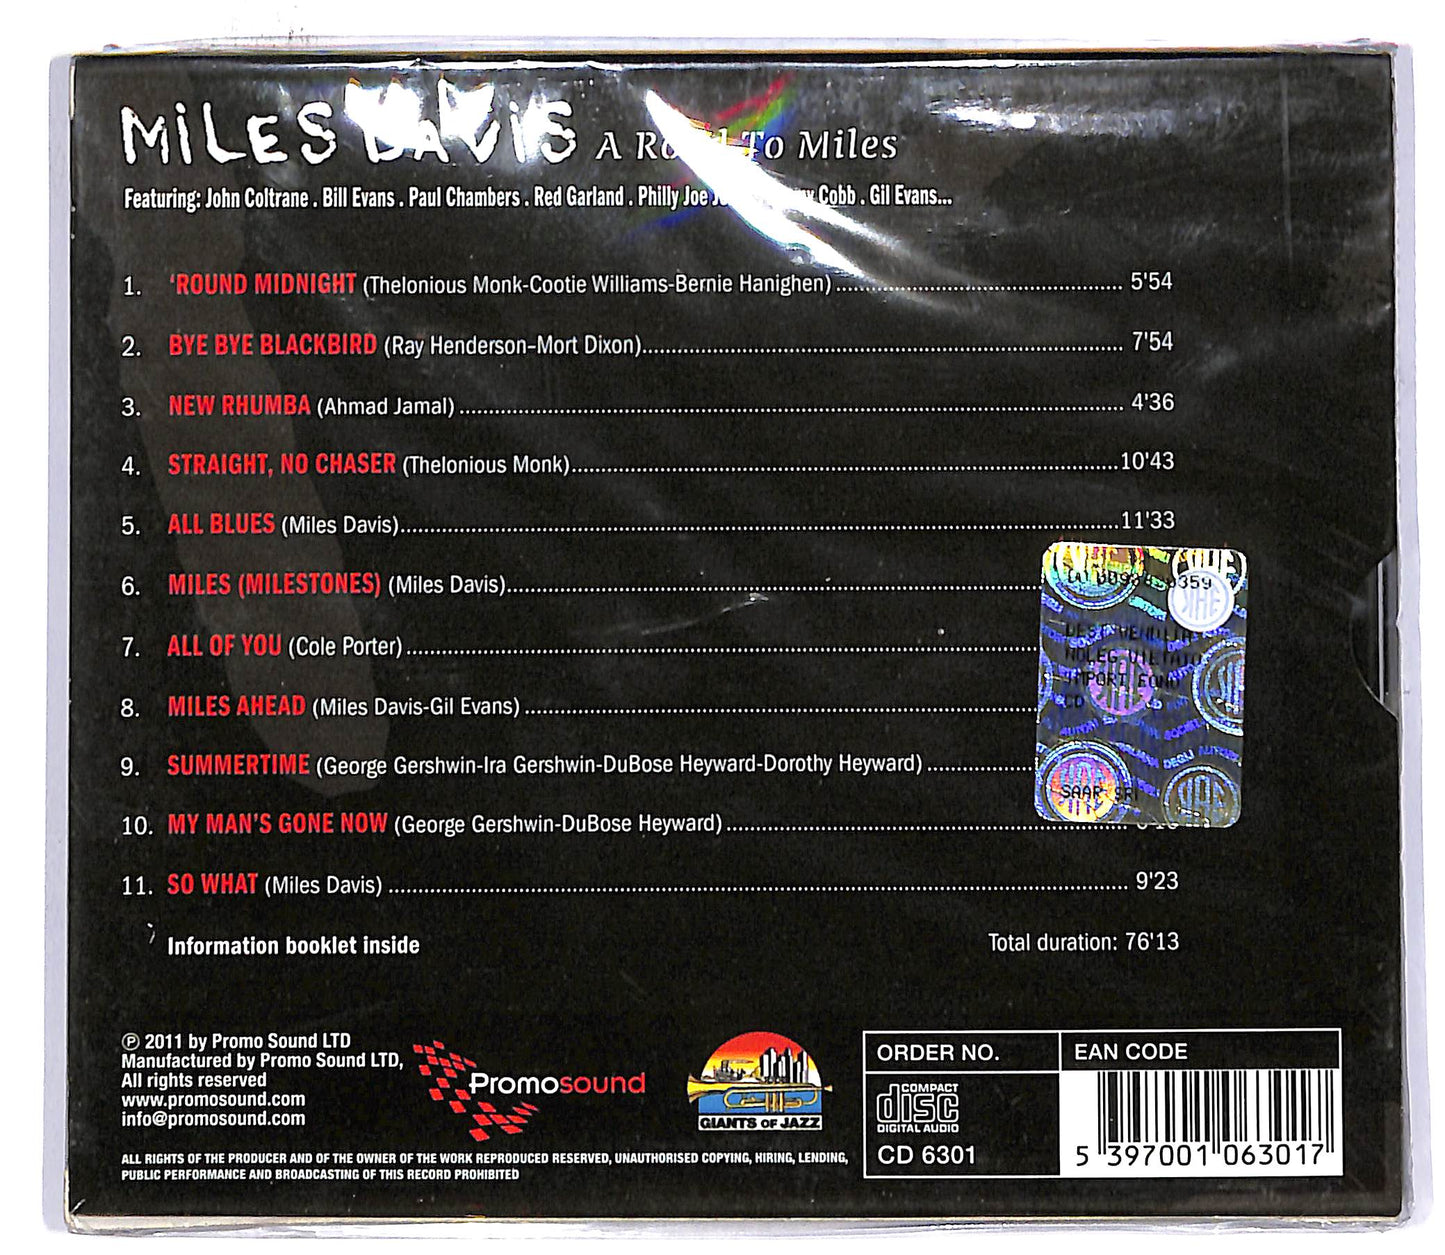 MiLES DAViS A Road To Miles
Featuring: John Coltrane . Bill Evans . Paul Chambers . Red Garland . Philly Joe Cobb . Gil Evans...
1. ‘ROUND MIDNIGHT (Thelonious Monk-Cootie Williams-Bernie Hanighen) 5'54
2. BYE BYE BLACKBIRD (Ray Henderson-Mort Dixon) 7'54
3. NEW RHUMBA (Ahmad Jamal) 4'36
4. STRAIGHT, NO CHASER (Thelonious Monk) 10'43
5. ALL BLUES (Miles Davis) 11'33
6. MILES (MILESTONES) (Miles Davis)
7. ALL OF YOU (Cole Porter)
8. MILES AHEAD (Miles Davis-Gil Evans)
9. SUMMERTIME (George Gershwin-Ira Gershwin-DuBose Heyward-Dorothy Heyward)
10. MY MAN'S GONE NOW (George Gershwin-DuBose Heyward)
11. SO WHAT (Miles Davis) 9'23
Information booklet inside
Total duration: 76'13
IMPORT
CD
SAAR SRL
℗ 2011 by Promo Sound LTD
Manufactured by Promo Sound LTD,
All rights reserved
www.promosound.com
info@promosound.com
Promosound
GIANTS OF JAZZ
ORDER NO.
COMPACT
disc
DIGITAL AUDIO
CD 6301
EAN CODE
5 397001 063017
ALL RIGHTS OF THE PRODUCER AND OF THE OWNER OF THE WORK REPRODUCED RESERVED, UNAUTHORISED COPYING, HIRING, LENDING,
PUBLIC PERFORMANCE AND BROADCASTING OF THIS RECORD PROHIBITED